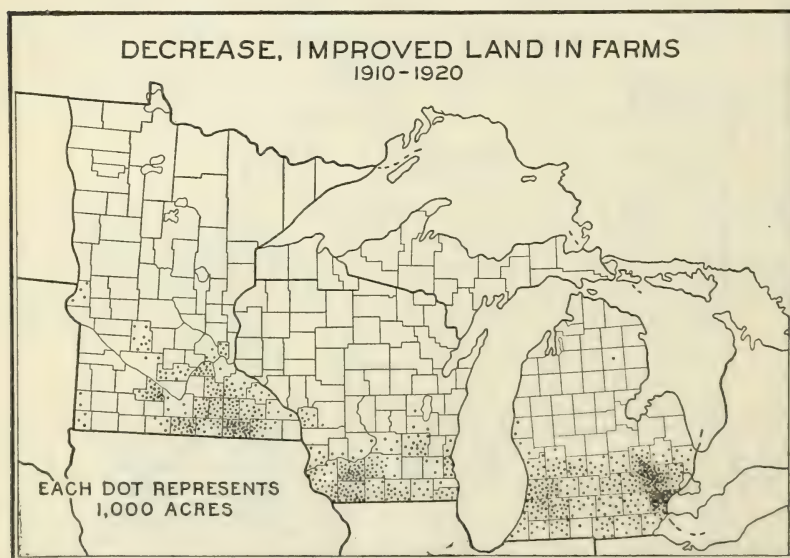 DECREASE, IMPROVED LAND IN FARMS
1910-1920
EACH DOT REPRESENTS
1,000 ACRES